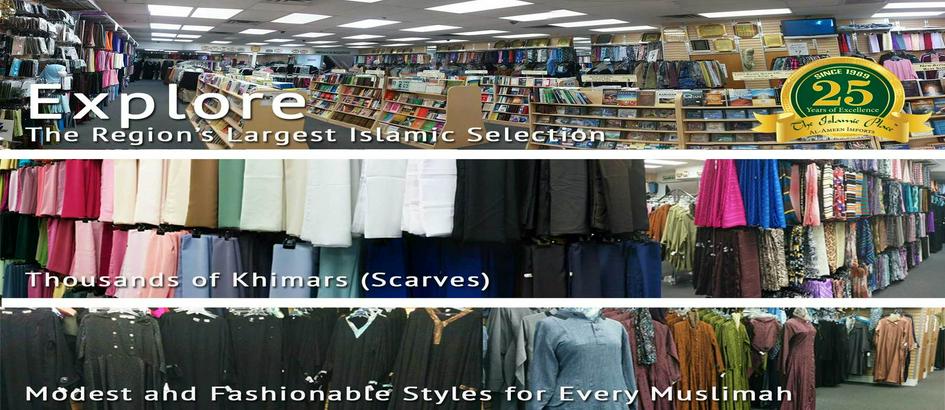 Explore
The Region's Largest Islamic Selection
SINCE 1989
25
Years of Excellence
The Islamic Place
AL-AMEEN IMPORTS
Thousands of Khimars (Scarves)
Modest and Fashionable Styles for Every Muslimah